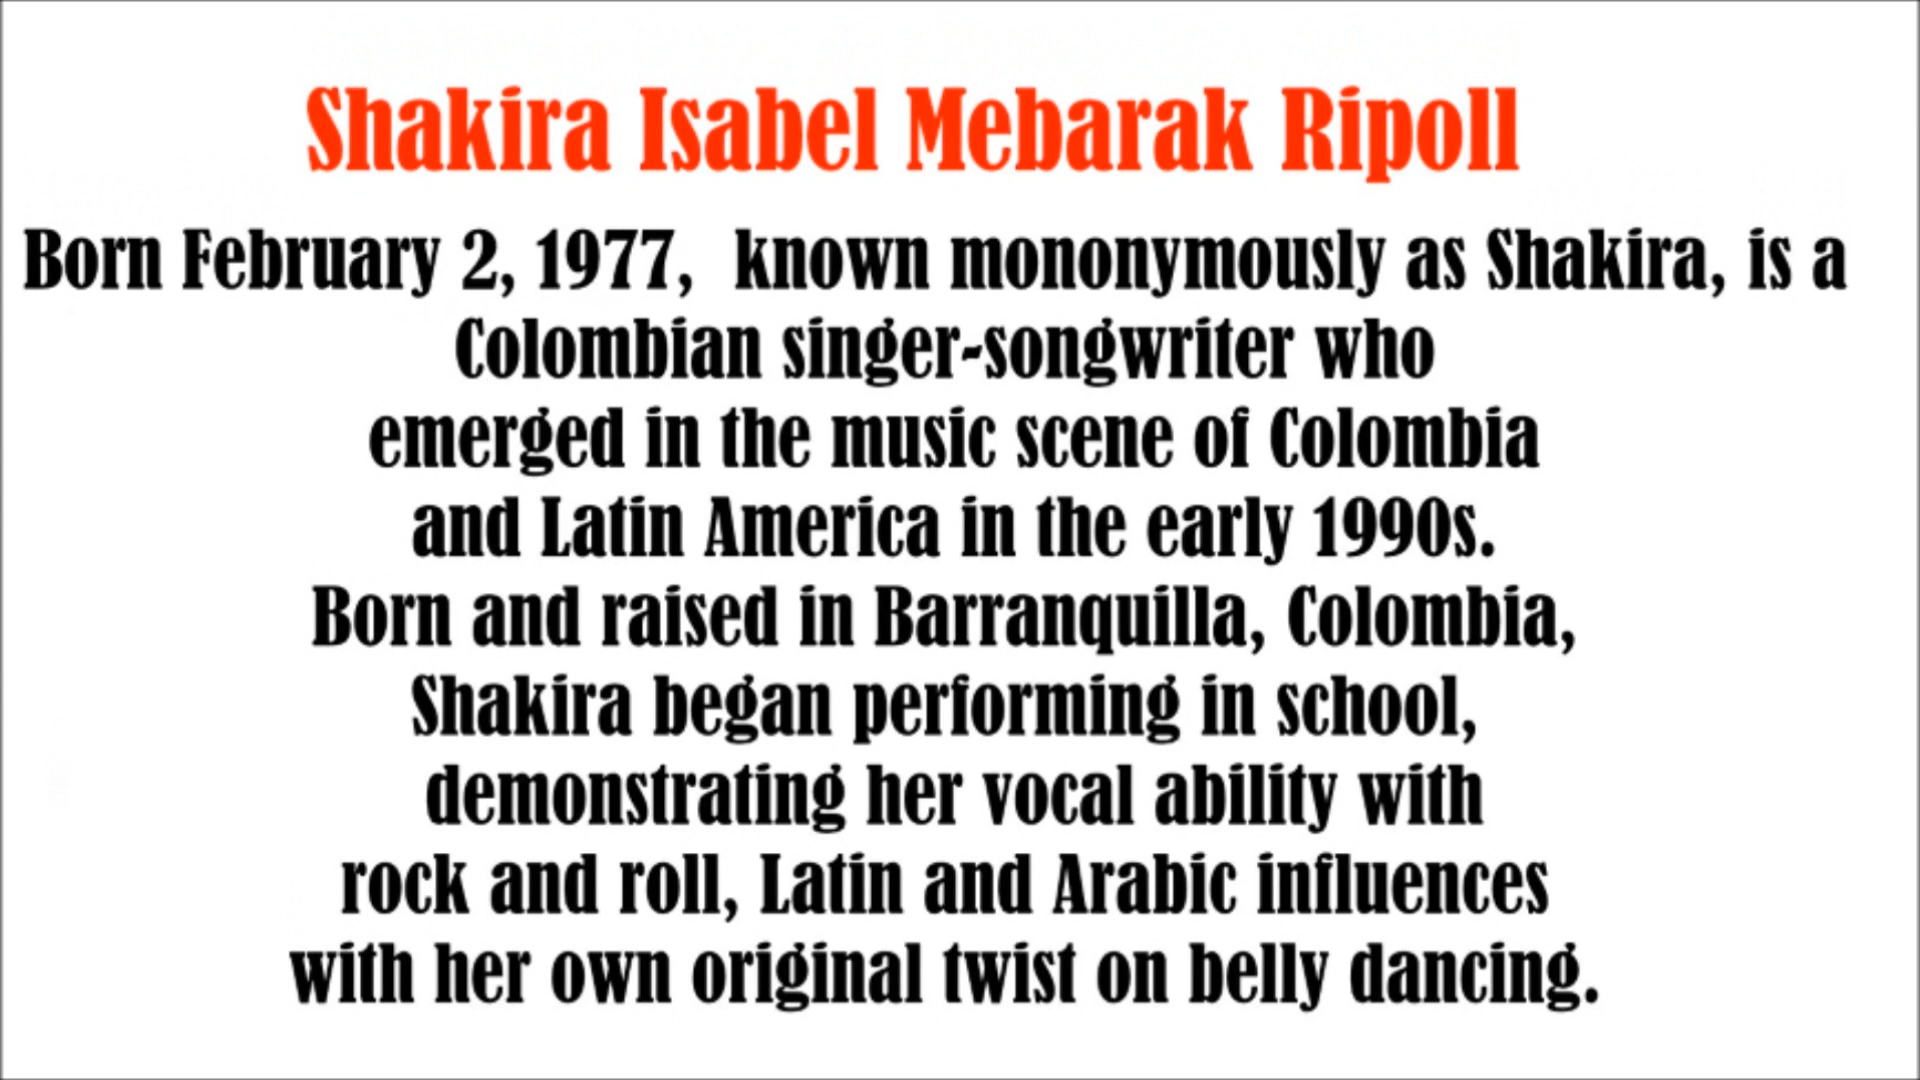 Shakira Isabel Mebarak Ripoll
Born February 2, 1977,  known mononymously as Shakira, is a
Colombian singer-songwriter who
emerged in the music scene of Colombia
and Latin America in the early 1990s.
Born and raised in Barranquilla, Colombia,
Shakira began performing in school,
demonstrating her vocal ability with
rock and roll, Latin and Arabic influences
with her own original twist on belly dancing.